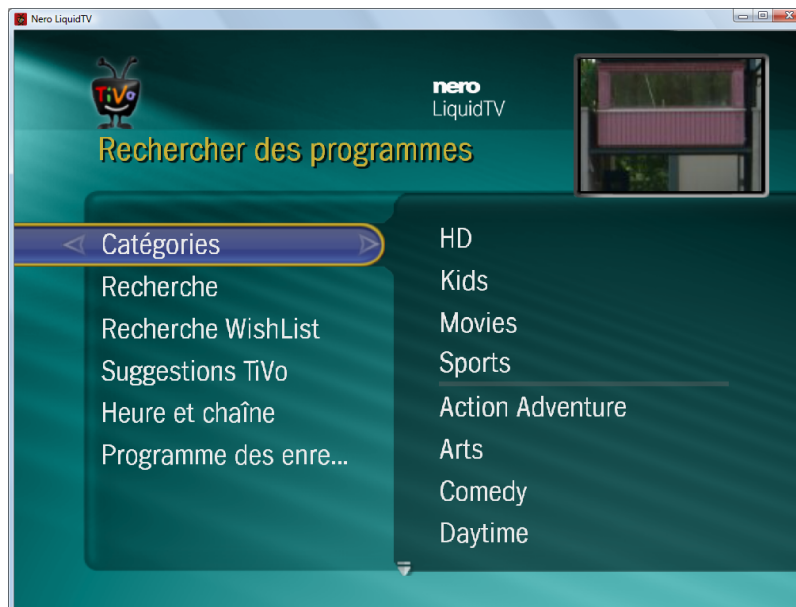 Nero LiquidTV
TiVo
nero
LiquidTV
Rechercher des programmes
Catégories
Recherche
Recherche WishList
Suggestions TiVo
Heure et chaîne
Programme des enre...
HD
Kids
Movies
Sports
Action Adventure
Arts
Comedy
Daytime